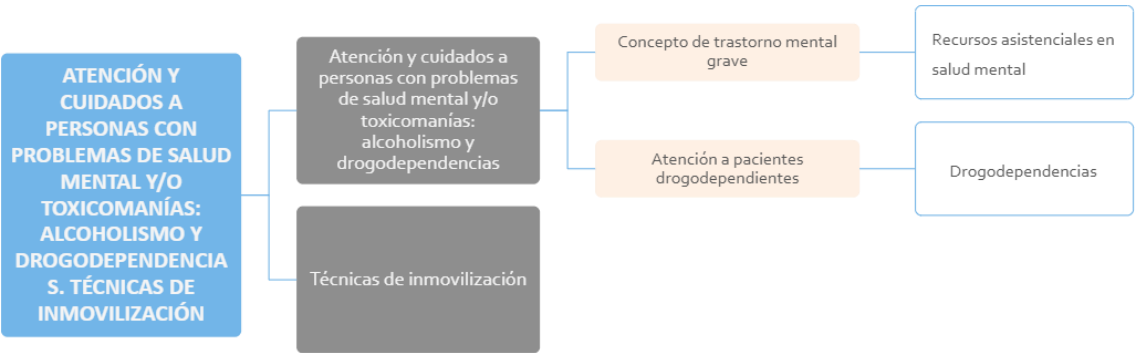 ATENCIÓN Y
CUIDADOS A
PERSONAS CON
PROBLEMAS DE SALUD
MENTAL Y/O
TOXICOMANÍAS:
ALCOHOLISMO Y
DROGODEPENDENCIA
S. TÉCNICAS DE
INMOVILIZACIÓN
Atención y cuidados a
personas con problemas
de salud mental y/o
toxicomanías:
alcoholismo y
drogodependencias
Concepto de trastorno mental
grave
Recursos asistenciales en
salud mental
Atención a pacientes
drogodependientes
Drogodependencias
Técnicas de inmovilización